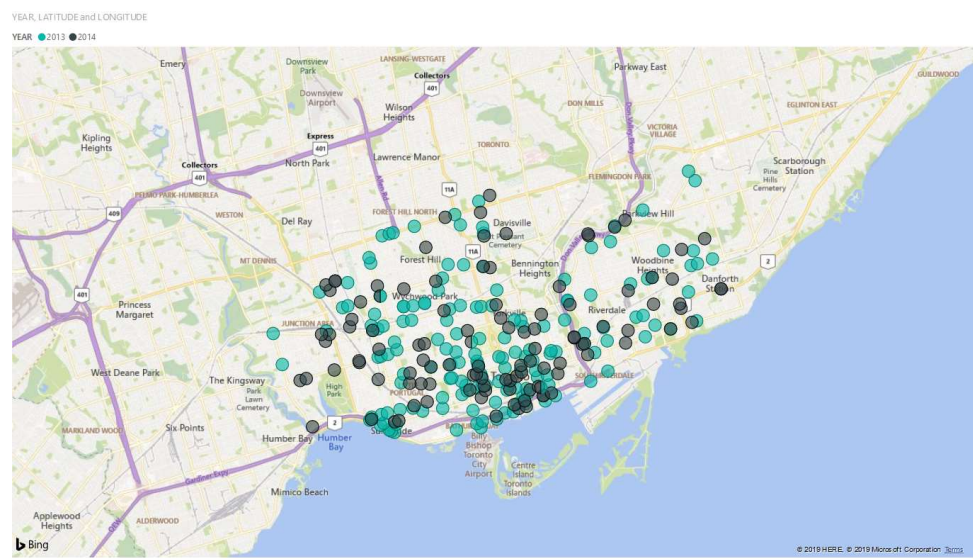 YEAR, LATITUDE and LONGITUDE
YEAR 2013 2014
Emery
Downsview
Park
LANSING-WESTGATE
Collectors
401
Parkway East
GUILDWOOD
Downsview
Airport
Wilson
Heights
DON MILLS
EGLINTON EAST
Kipling
Heights
Express
401
VICTORIA
VILLAGE
Lawrence Manor
TORONTO
Collectors
401
North Park
Scarborough
Station
Pine
Hills
Cemetery
FLEMINGDON PARK
PELMO PARK-HUMBERLEA
11A
409
WESTON
Del Ray
FOREST HILL NORTH
Davisville
Parkview Hill
Cemetery
11A
MT DENNIS
Forest Hill
Bennington
Heights
Woodbine
Heights
2
Danforth
401
Wychwood Park
Princess
Margaret
Riverdale
JUNCTION AREA
West Deane Park
The Kingsway
Park
Lawn
Cemetery
High
Park
PORTUGAL
MARKLAND WOOD
Six Points
2
Humber Bay
Humber
Bay
Billy
Bishop
Toronto
City
Airport
Centre
Island
Toronto
Islands
Gardiner Expy
Mimico Beach
Applewood
Heights
QEW
ALDERWOOD
Bing
© 2019 HERE, © 2019 Microsoft Corporation Terms